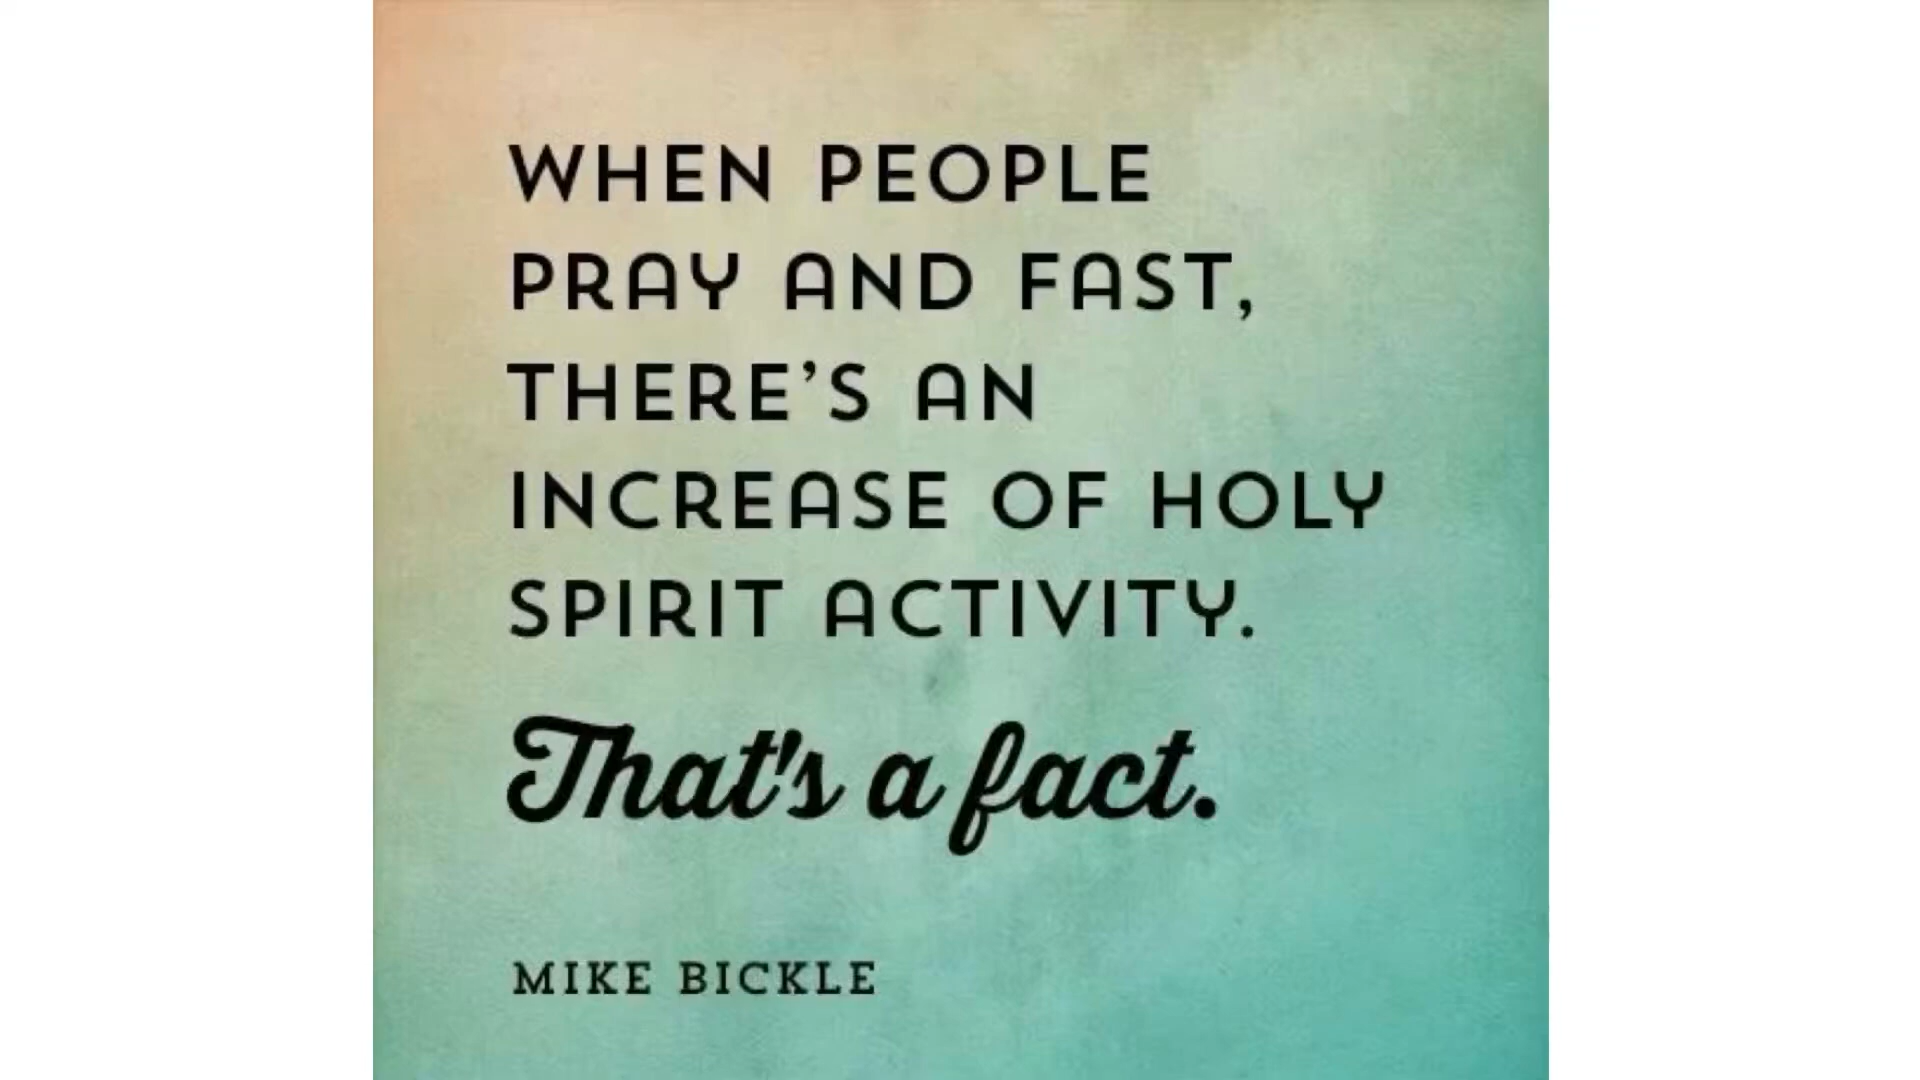 WHEN PEOPLE
PRAY AND FAST,
THERE'S AN
INCREASE OF HOLY
SPIRIT ACTIVITY.
That's a fact.
MIKE BICKLE